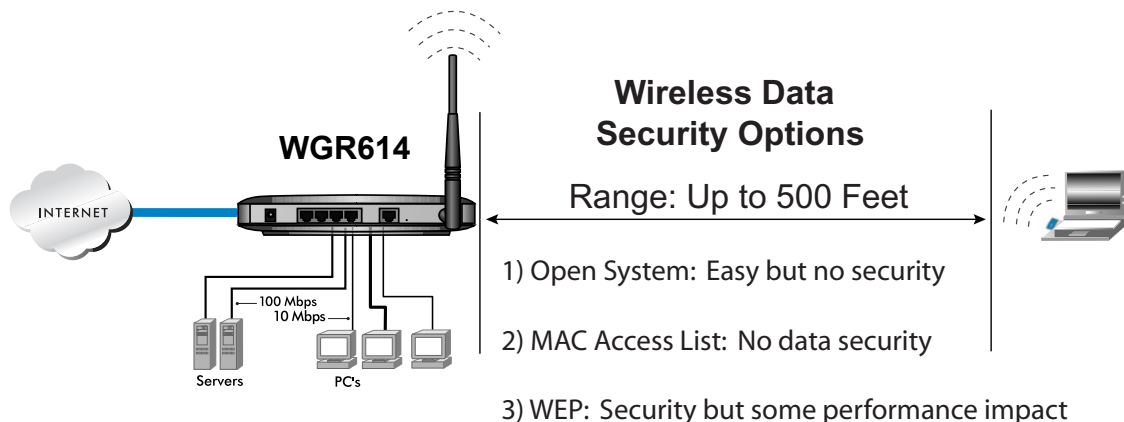 Wireless Data
Security Options
WGR614
Range: Up to 500 Feet
INTERNET
1) Open System: Easy but no security
100 Mbps
10 Mbps
2) MAC Access List: No data security
Servers
PC's
3) WEP: Security but some performance impact